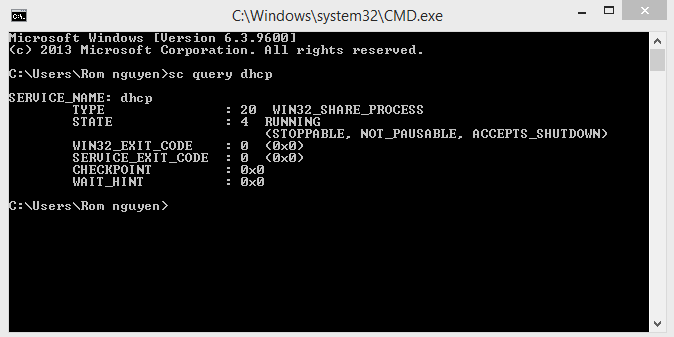 C:\Windows\system32\CMD.exe
Microsoft Windows [Version 6.3.9600]
(c) 2013 Microsoft Corporation. All rights reserved.
C:\Users\Rom nguyen>sc query dhcp
SERVICE_NAME: dhcp
        TYPE               : 20  WIN32_SHARE_PROCESS
        STATE              : 4  RUNNING
                                (STOPPABLE, NOT_PAUSABLE, ACCEPTS_SHUTDOWN)
        WIN32_EXIT_CODE    : 0  (0x0)
        SERVICE_EXIT_CODE  : 0  (0x0)
        CHECKPOINT         : 0x0
        WAIT_HINT          : 0x0
C:\Users\Rom nguyen>